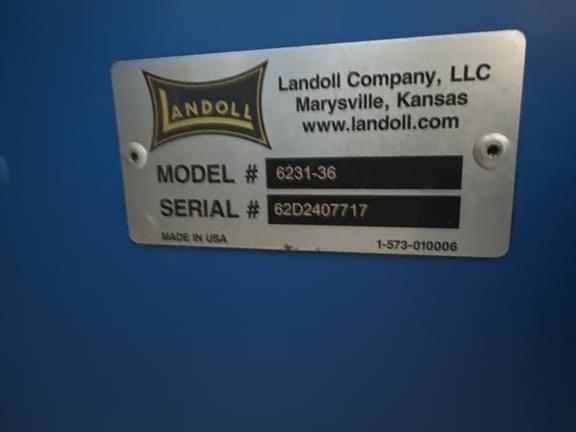 LANDOLL
Landoll Company, LLC
Marysville, Kansas
www.landoll.com
MODEL # 6231-36
SERIAL # 62D2407717
MADE IN USA 1-573-010006